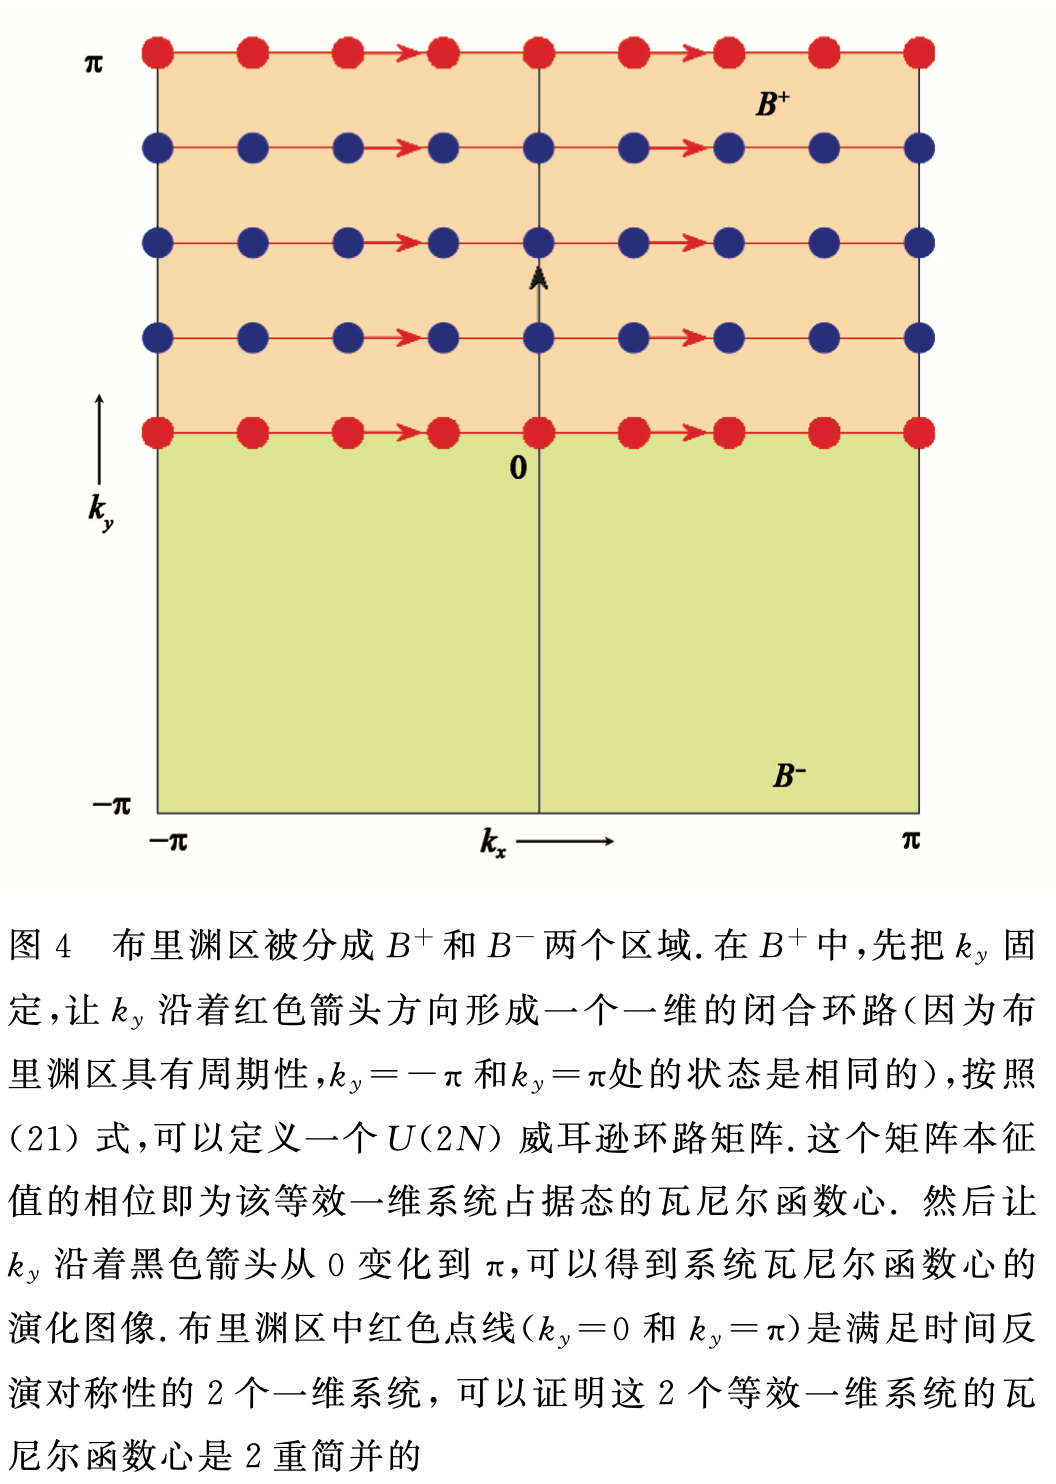 π
B⁺
0
k_y
B⁻
−π
−π
k_x
π
图 4 布里渊区被分成 B⁺ 和 B⁻ 两个区域. 在 B⁺ 中,先把 k_y 固
定,让 k_y 沿着红色箭头方向形成一个一维的闭合环路(因为布
里渊区具有周期性,k_y=−π 和k_y=π处的状态是相同的),按照
(21) 式,可以定义一个 U(2N) 威耳逊环路矩阵. 这个矩阵本征
值的相位即为该等效一维系统占据态的瓦尼尔函数心. 然后让
k_y 沿着黑色箭头从 0 变化到 π,可以得到系统瓦尼尔函数心的
演化图像. 布里渊区中红色点线(k_y=0 和 k_y=π)是满足时间反
演对称性的 2 个一维系统, 可以证明这 2 个等效一维系统的瓦
尼尔函数心是 2 重简并的